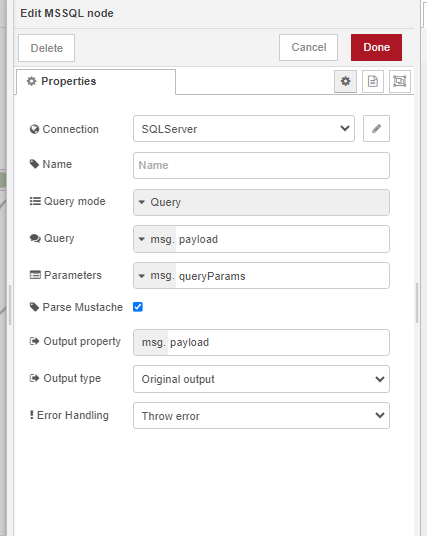 Edit MSSQL node
Delete
Cancel
Done
Properties
Connection
SQLServer
Name
Name
Query mode
Query
Query
msg. payload
Parameters
msg. queryParams
Parse Mustache
Output property
msg. payload
Output type
Original output
Error Handling
Throw error